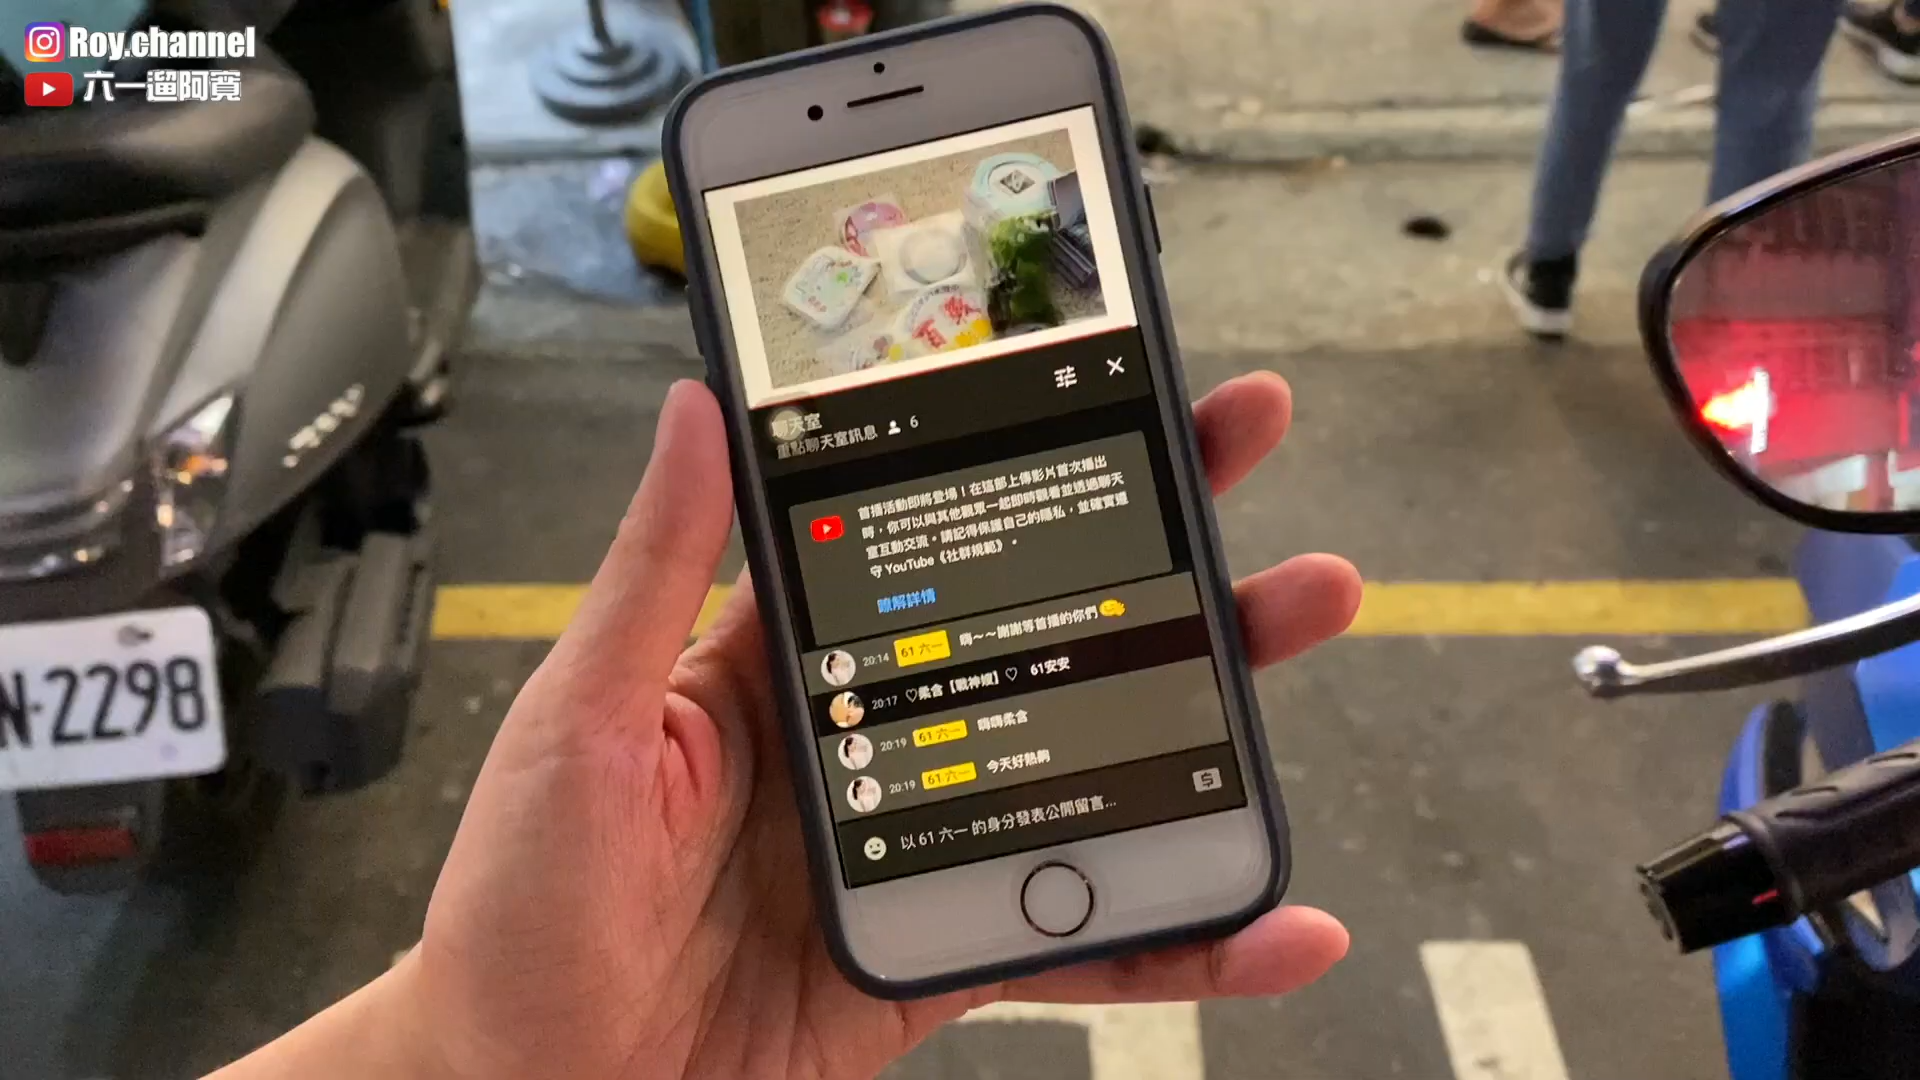 Roy.channel
六一遛阿寶
聊天室
重點聊天室訊息 6
首播活動即將登場！在這部上傳影片首次播出
時，你可以與其他觀眾一起即時觀看並透過聊天
室互動交流。請記得保護自己的隱私，並確實遵
守 YouTube《社群規範》。
瞭解詳情
20:14 61 六一 嗨～～謝謝等首播的你們
20:17 ♡柔含【戰神嫂】♡ 61安安
20:19 61 六一 嗨嗨柔含
20:19 61 六一 今天好熱齁
以 61 六一 的身分發表公開留言...
N-2298